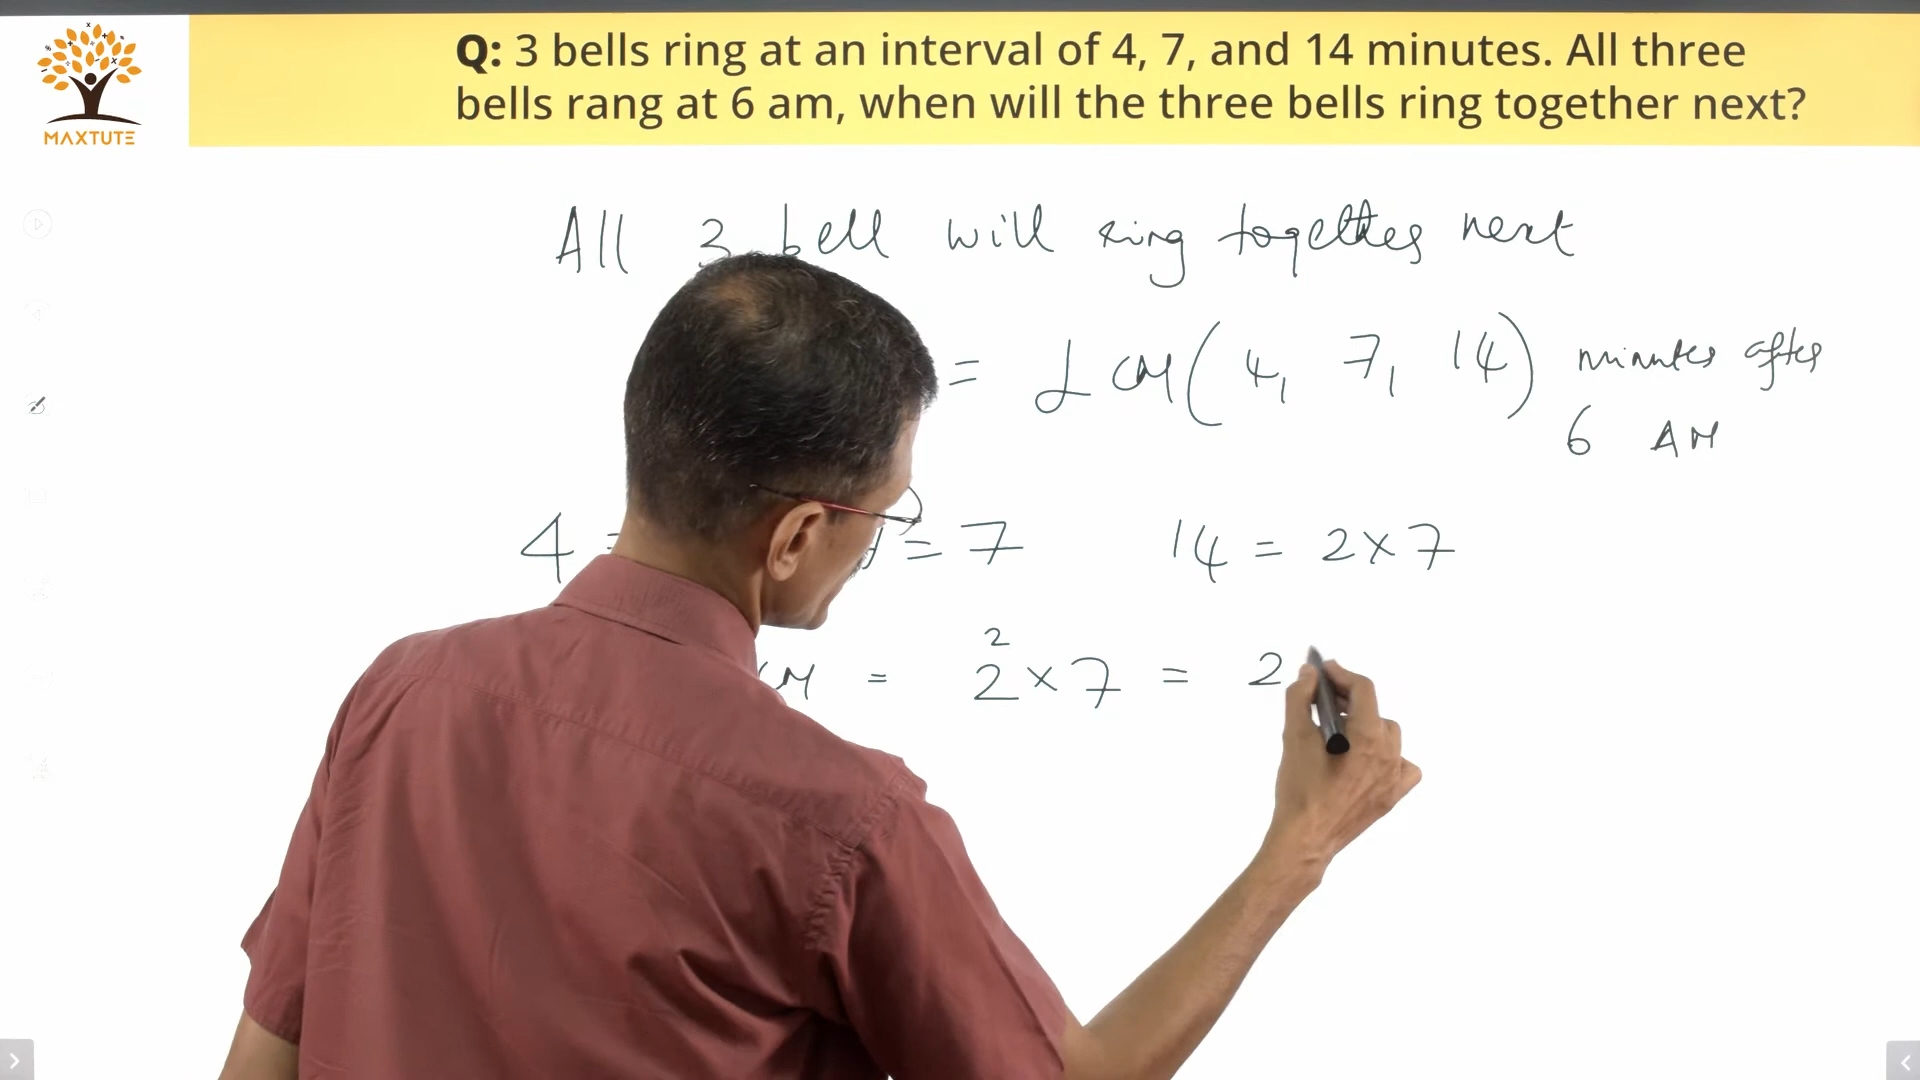 MAXTUTE
Q: 3 bells ring at an interval of 4, 7, and 14 minutes. All three
bells rang at 6 am, when will the three bells ring together next?
All 3 bell will ring together next
= LCM( 4, 7, 14) minutes after
6 AM
4 = = 7 14 = 2×7
M = 2² × 7 = 2